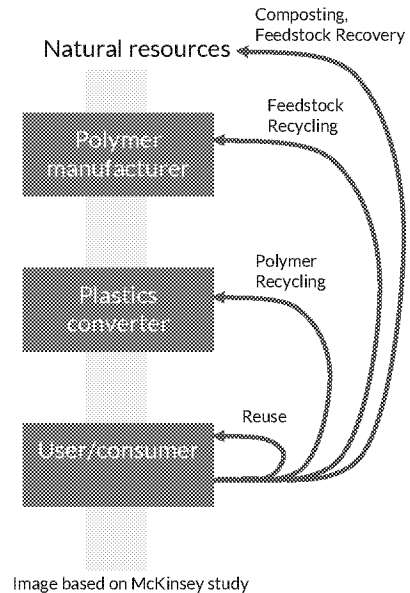 Composting,
Feedstock Recovery
Natural resources
Feedstock
Recycling
Polymer
manufacturer
Polymer
Recycling
Plastics
converter
Reuse
User/consumer
Image based on McKinsey study